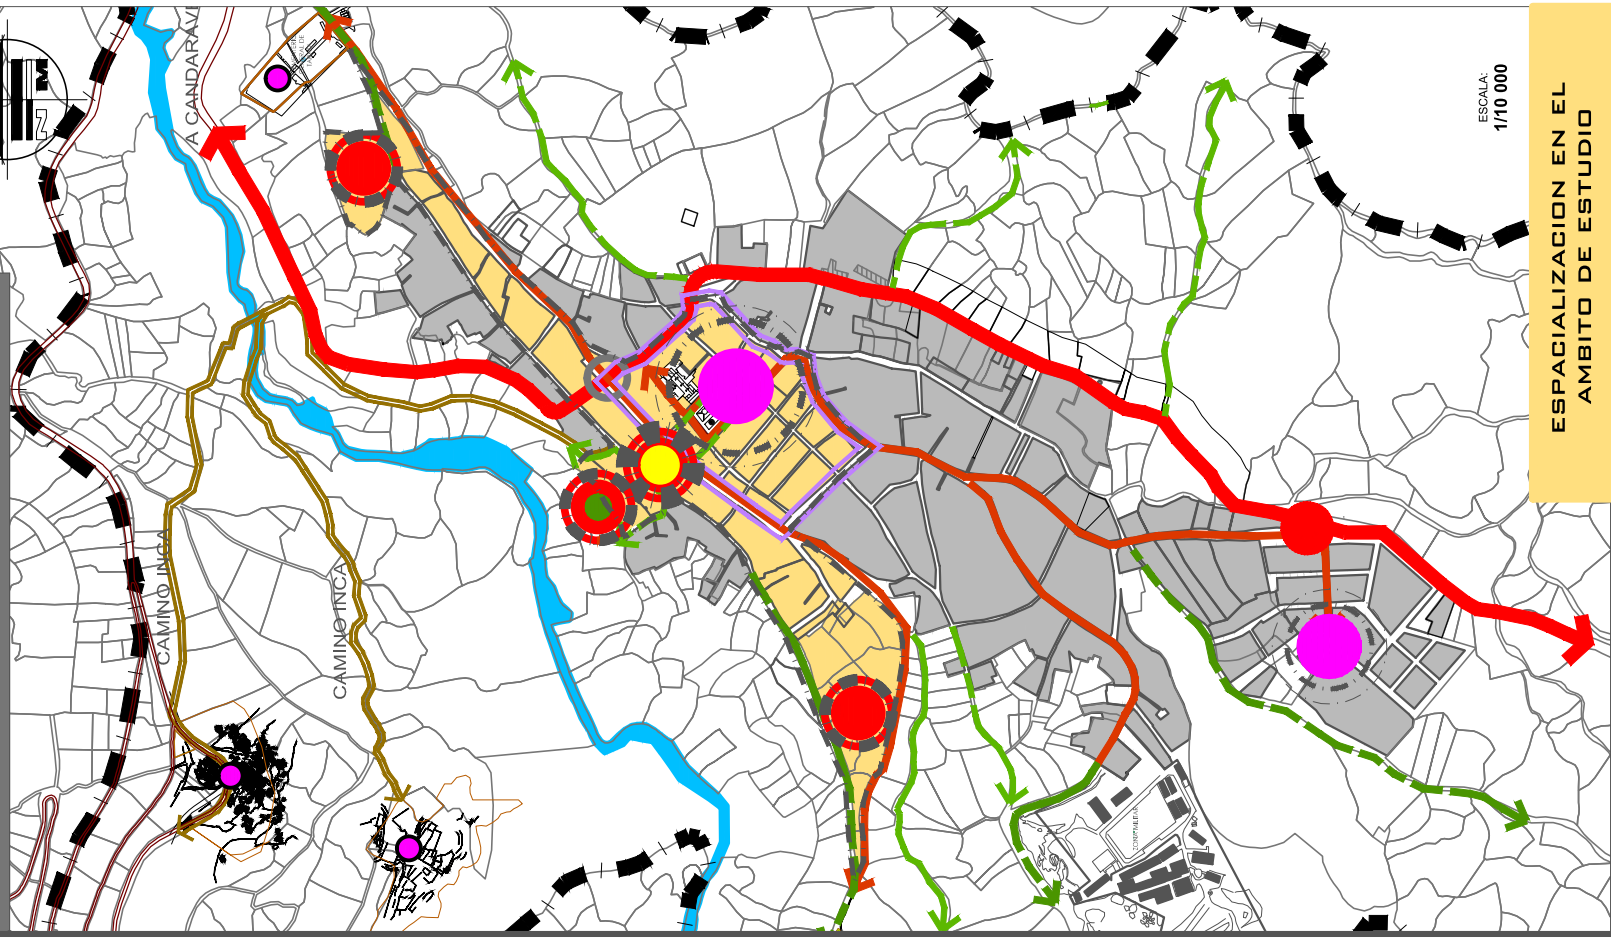 ESPACIALIZACION EN EL
AMBITO DE ESTUDIO
ESCALA:
1/10 000
A CANDARAVE
CAMINO INCA
CAMINO INCA